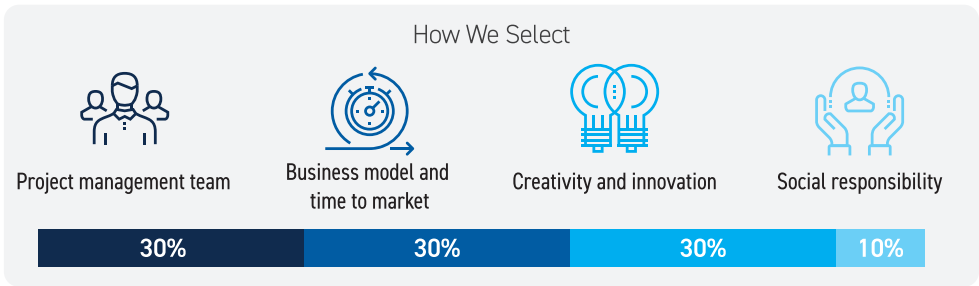 How We Select
Project management team
Business model and
time to market
Creativity and innovation
Social responsibility
30%
30%
30%
10%